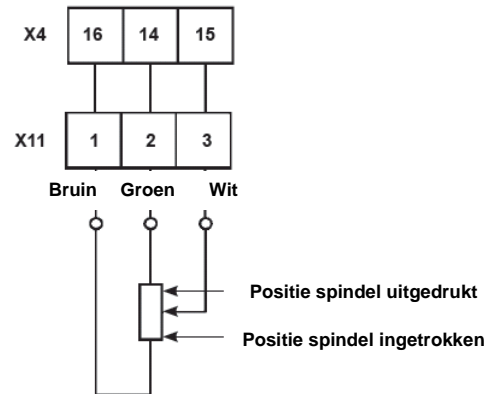 X4 16 14 15
X11 1 2 3
Bruin Groen Wit
Positie spindel uitgedrukt
Positie spindel ingetrokken